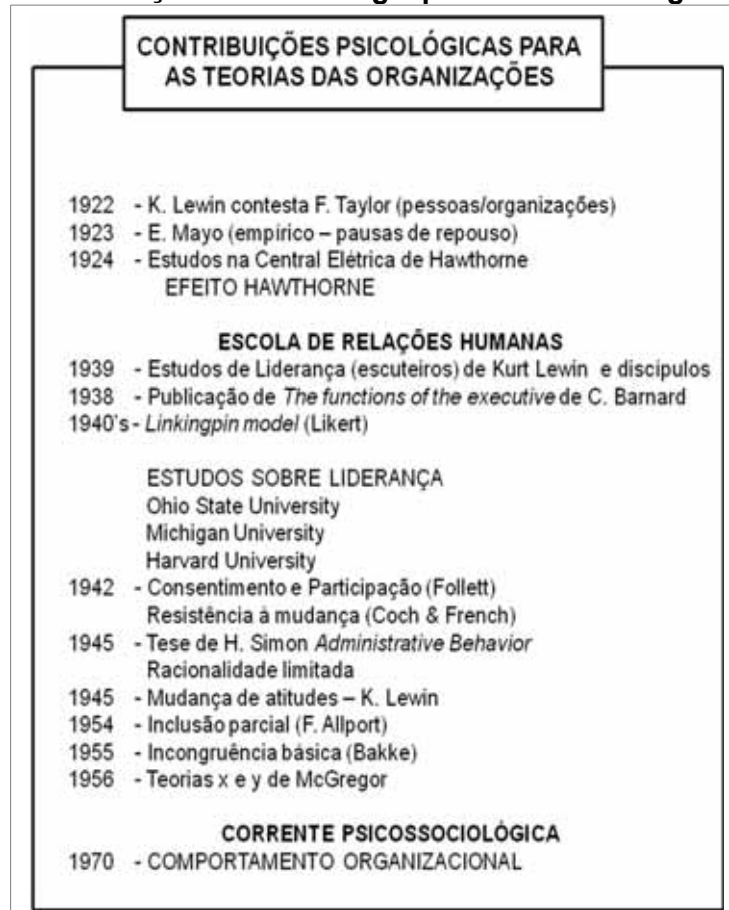 CONTRIBUIÇÕES PSICOLÓGICAS PARA
AS TEORIAS DAS ORGANIZAÇÕES
1922 - K. Lewin contesta F. Taylor (pessoas/organizações)
1923 - E. Mayo (empírico – pausas de repouso)
1924 - Estudos na Central Elétrica de Hawthorne
EFEITO HAWTHORNE
ESCOLA DE RELAÇÕES HUMANAS
1939 - Estudos de Liderança (escuteiros) de Kurt Lewin e discípulos
1938 - Publicação de The functions of the executive de C. Barnard
1940's - Linkingpin model (Likert)
ESTUDOS SOBRE LIDERANÇA
Ohio State University
Michigan University
Harvard University
1942 - Consentimento e Participação (Follett)
Resistência à mudança (Coch & French)
1945 - Tese de H. Simon Administrative Behavior
Racionalidade limitada
1945 - Mudança de atitudes – K. Lewin
1954 - Inclusão parcial (F. Allport)
1955 - Incongruência básica (Bakke)
1956 - Teorias x e y de McGregor
CORRENTE PSICOSSOCIOLÓGICA
1970 - COMPORTAMENTO ORGANIZACIONAL